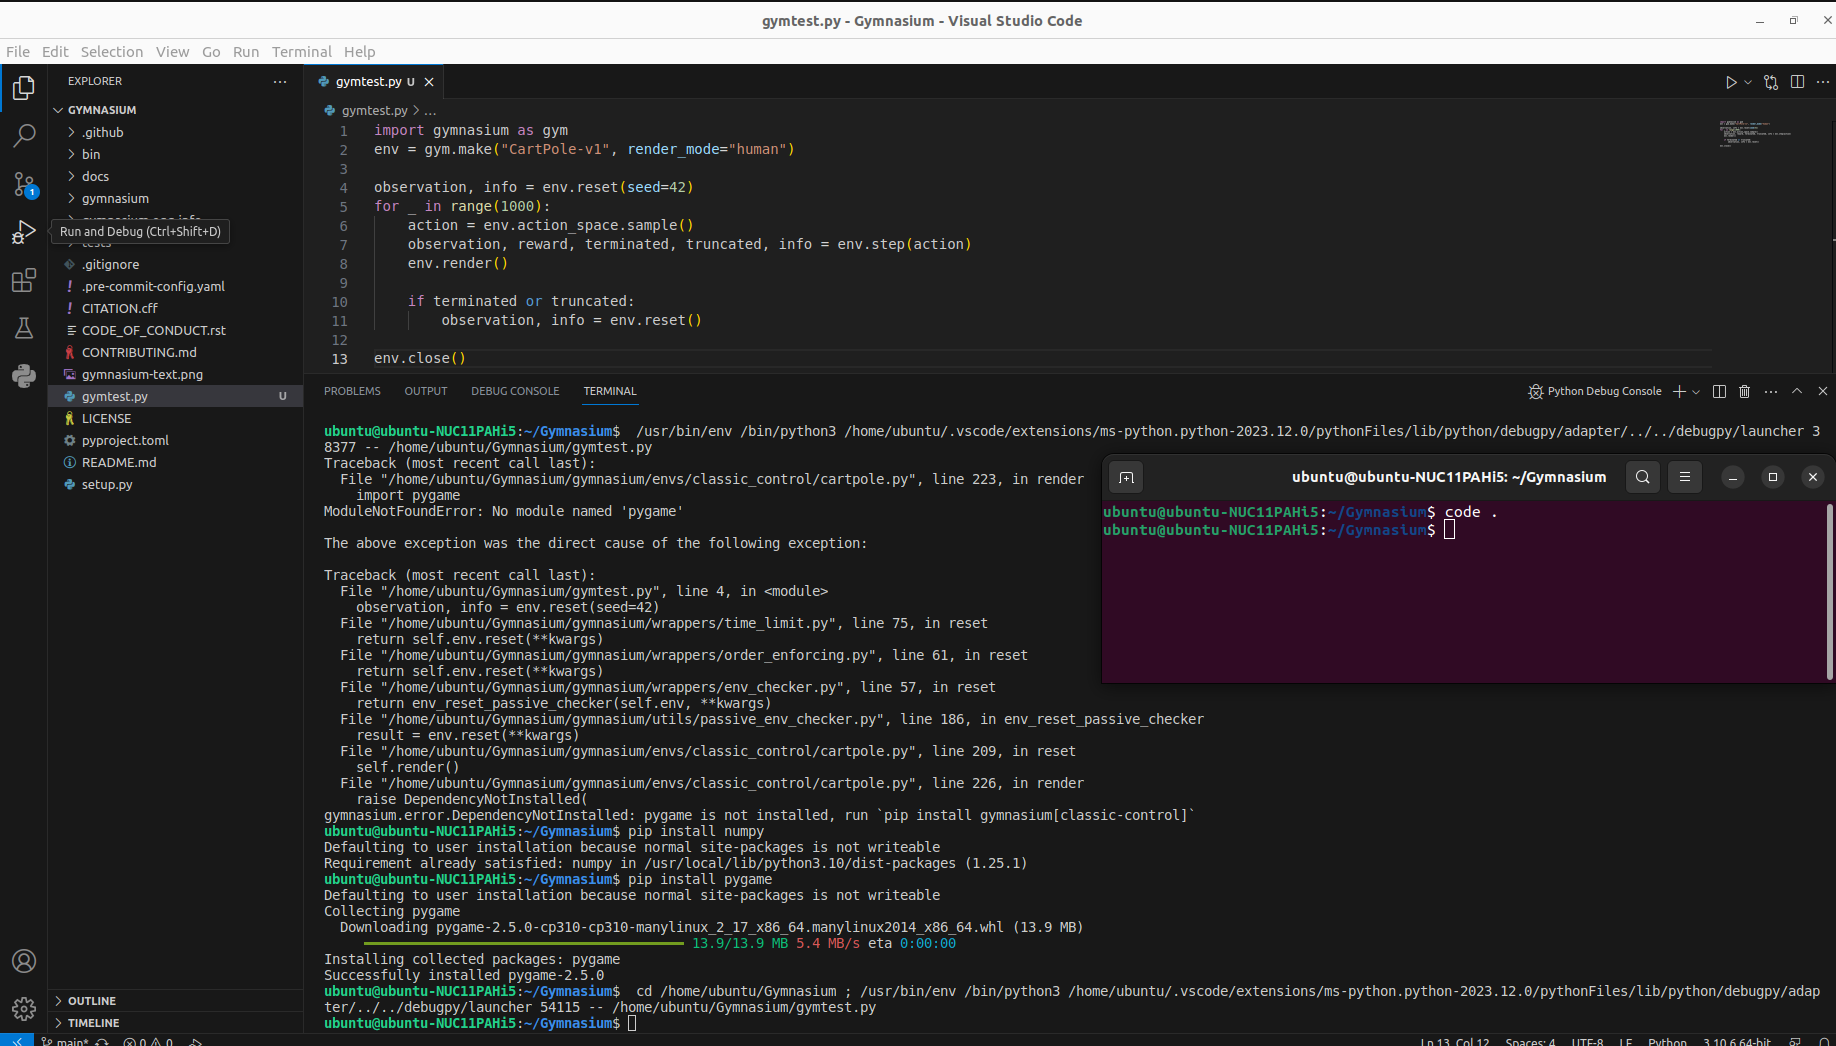 gymtest.py - Gymnasium - Visual Studio Code
File Edit Selection View Go Run Terminal Help
EXPLORER
GYMNASIUM
.github
bin
docs
gymnasium
Run and Debug (Ctrl+Shift+D)
tests
.gitignore
.pre-commit-config.yaml
CITATION.cff
CODE_OF_CONDUCT.rst
CONTRIBUTING.md
gymnasium-text.png
gymtest.py U
LICENSE
pyproject.toml
README.md
setup.py
OUTLINE
TIMELINE
gymtest.py U
gymtest.py > ...
1 import gymnasium as gym
2 env = gym.make("CartPole-v1", render_mode="human")
3
4 observation, info = env.reset(seed=42)
5 for _ in range(1000):
6 action = env.action_space.sample()
7 observation, reward, terminated, truncated, info = env.step(action)
8 env.render()
9
10 if terminated or truncated:
11 observation, info = env.reset()
12
13 env.close()
PROBLEMS OUTPUT DEBUG CONSOLE TERMINAL Python Debug Console
ubuntu@ubuntu-NUC11PAHi5:~/Gymnasium$ /usr/bin/env /bin/python3 /home/ubuntu/.vscode/extensions/ms-python.python-2023.12.0/pythonFiles/lib/python/debugpy/adapter/../../debugpy/launcher 3
8377 -- /home/ubuntu/Gymnasium/gymtest.py
Traceback (most recent call last):
File "/home/ubuntu/Gymnasium/gymnasium/envs/classic_control/cartpole.py", line 223, in render
import pygame
ModuleNotFoundError: No module named 'pygame'
The above exception was the direct cause of the following exception:
Traceback (most recent call last):
File "/home/ubuntu/Gymnasium/gymtest.py", line 4, in <module>
observation, info = env.reset(seed=42)
File "/home/ubuntu/Gymnasium/gymnasium/wrappers/time_limit.py", line 75, in reset
return self.env.reset(**kwargs)
File "/home/ubuntu/Gymnasium/gymnasium/wrappers/order_enforcing.py", line 61, in reset
return self.env.reset(**kwargs)
File "/home/ubuntu/Gymnasium/gymnasium/wrappers/env_checker.py", line 57, in reset
return env_reset_passive_checker(self.env, **kwargs)
File "/home/ubuntu/Gymnasium/gymnasium/utils/passive_env_checker.py", line 186, in env_reset_passive_checker
result = env.reset(**kwargs)
File "/home/ubuntu/Gymnasium/gymnasium/envs/classic_control/cartpole.py", line 209, in reset
self.render()
File "/home/ubuntu/Gymnasium/gymnasium/envs/classic_control/cartpole.py", line 226, in render
raise DependencyNotInstalled(
gymnasium.error.DependencyNotInstalled: pygame is not installed, run `pip install gymnasium[classic-control]`
ubuntu@ubuntu-NUC11PAHi5:~/Gymnasium$ pip install numpy
Defaulting to user installation because normal site-packages is not writeable
Requirement already satisfied: numpy in /usr/local/lib/python3.10/dist-packages (1.25.1)
ubuntu@ubuntu-NUC11PAHi5:~/Gymnasium$ pip install pygame
Defaulting to user installation because normal site-packages is not writeable
Collecting pygame
Downloading pygame-2.5.0-cp310-cp310-manylinux_2_17_x86_64.manylinux2014_x86_64.whl (13.9 MB)
13.9/13.9 MB 5.4 MB/s eta 0:00:00
Installing collected packages: pygame
Successfully installed pygame-2.5.0
ubuntu@ubuntu-NUC11PAHi5:~/Gymnasium$ cd /home/ubuntu/Gymnasium ; /usr/bin/env /bin/python3 /home/ubuntu/.vscode/extensions/ms-python.python-2023.12.0/pythonFiles/lib/python/debugpy/adap
ter/../../debugpy/launcher 54115 -- /home/ubuntu/Gymnasium/gymtest.py
ubuntu@ubuntu-NUC11PAHi5:~/Gymnasium$
ubuntu@ubuntu-NUC11PAHi5: ~/Gymnasium
ubuntu@ubuntu-NUC11PAHi5:~/Gymnasium$ code .
ubuntu@ubuntu-NUC11PAHi5:~/Gymnasium$
1
main* 0 0 Ln 13, Col 12 Spaces: 4 UTF-8 LF Python 3.10.6 64-bit